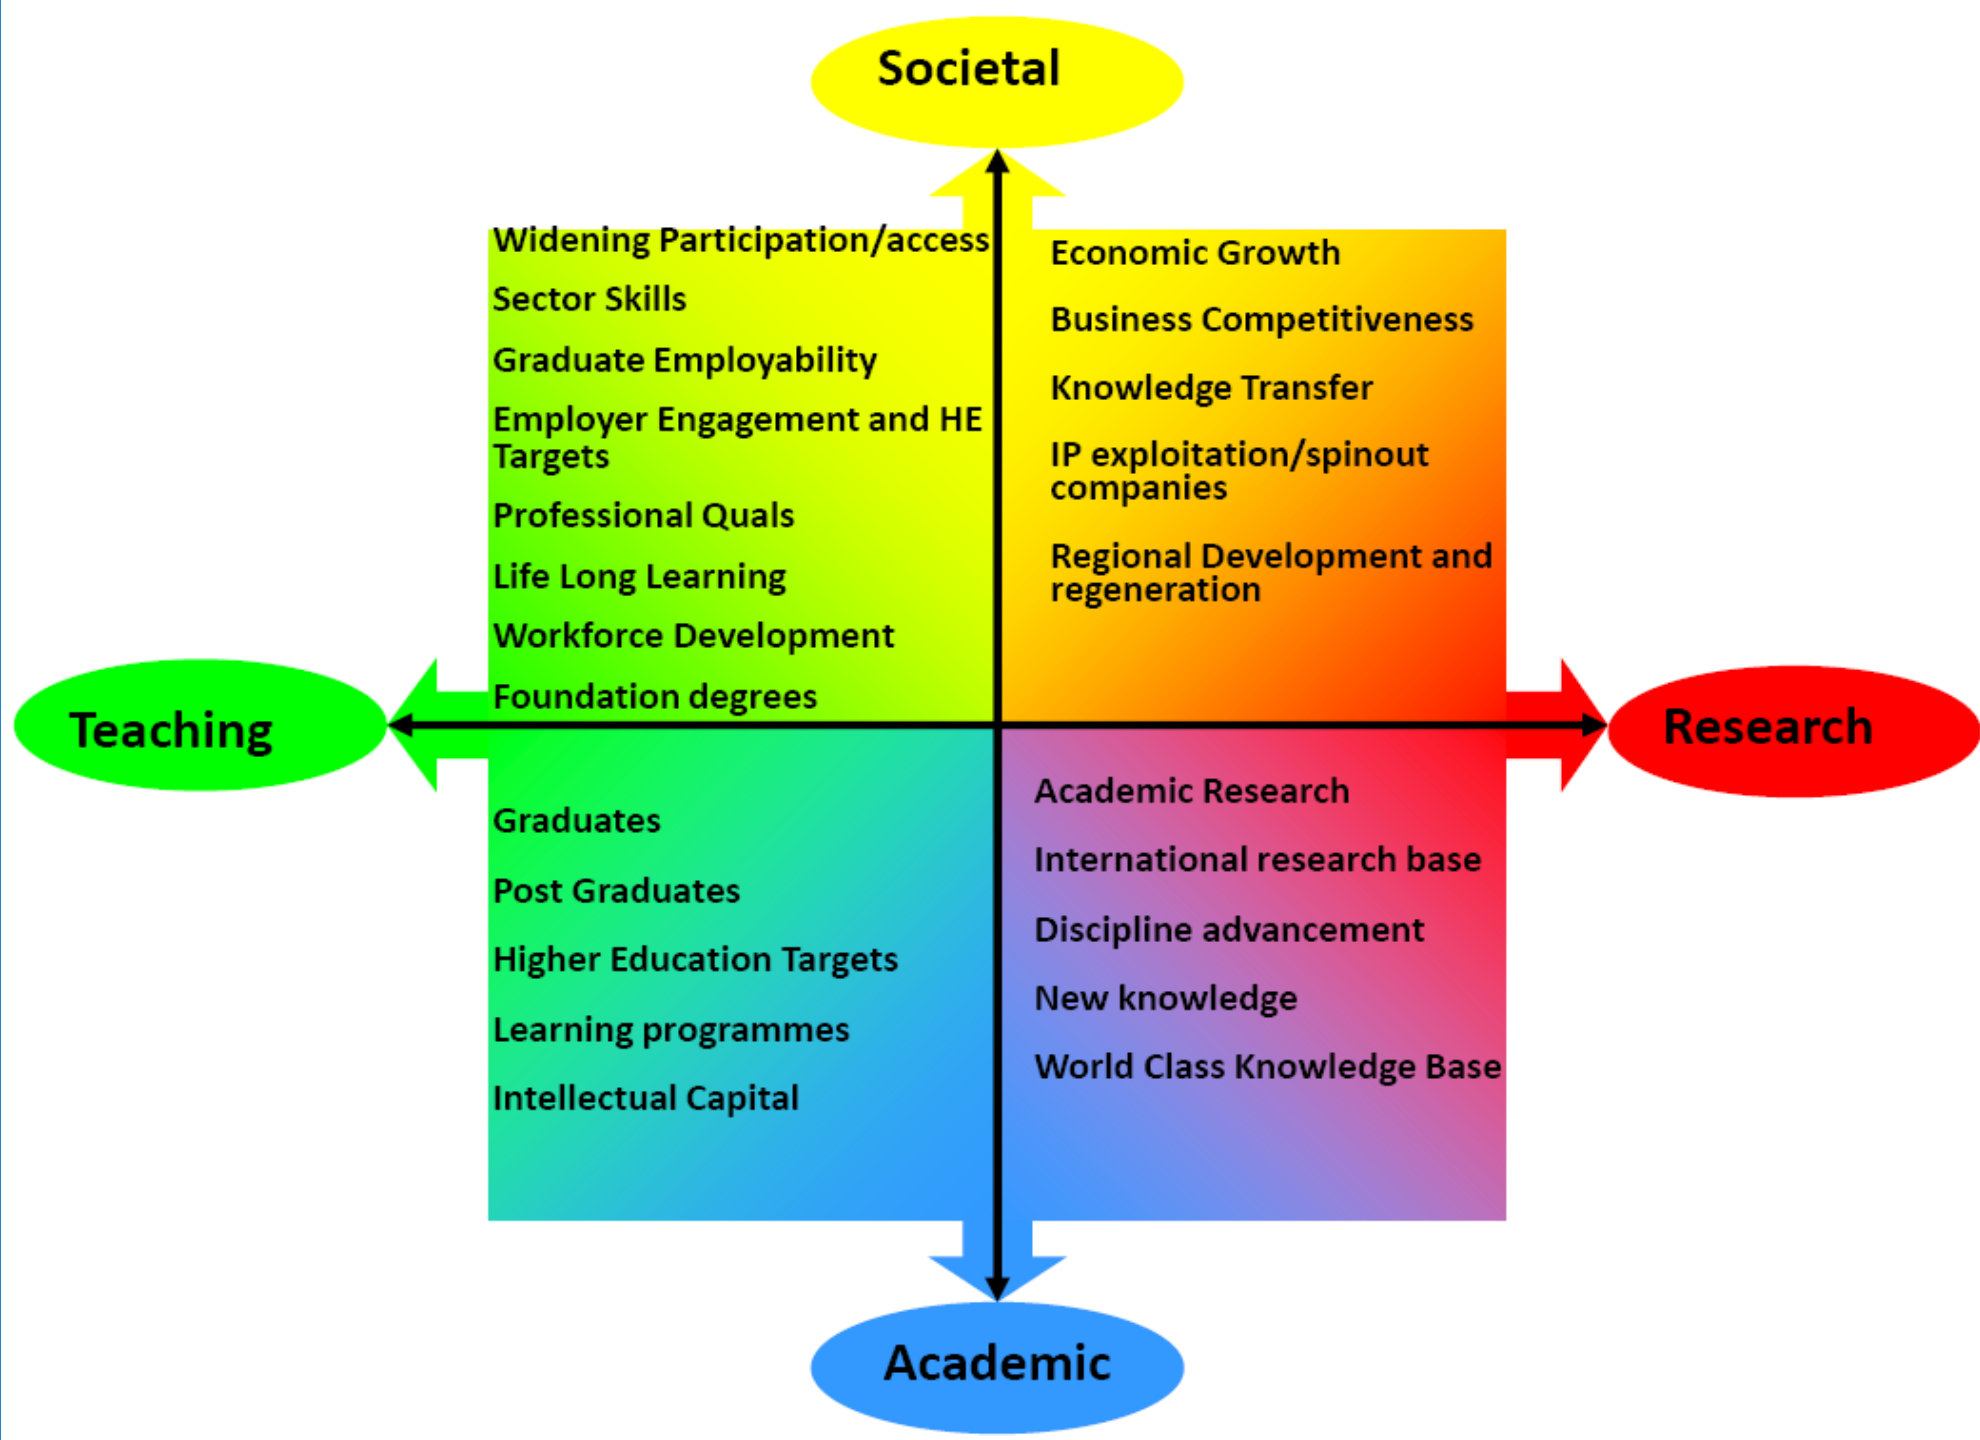 Societal
Widening Participation/access
Sector Skills
Graduate Employability
Employer Engagement and HE
Targets
Professional Quals
Life Long Learning
Workforce Development
Foundation degrees
Economic Growth
Business Competitiveness
Knowledge Transfer
IP exploitation/spinout
companies
Regional Development and
regeneration
Teaching
Research
Graduates
Post Graduates
Higher Education Targets
Learning programmes
Intellectual Capital
Academic Research
International research base
Discipline advancement
New knowledge
World Class Knowledge Base
Academic